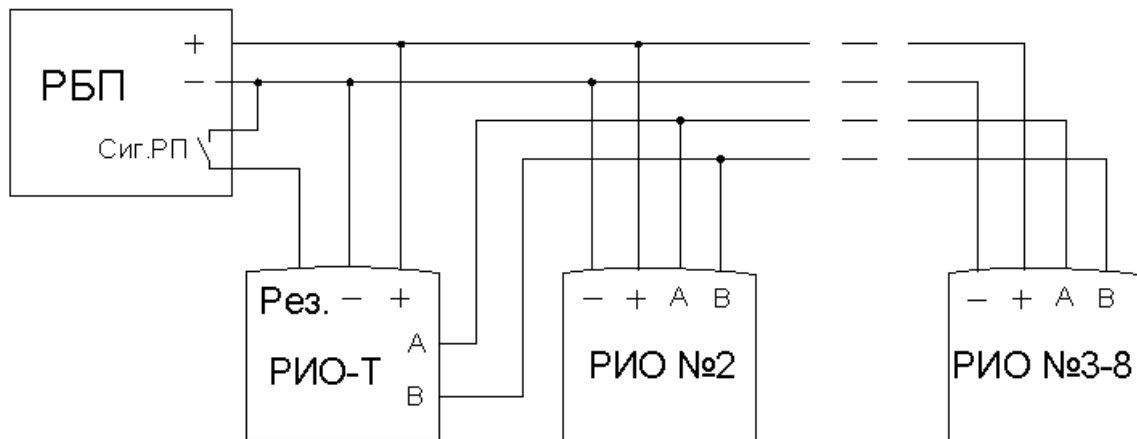 +
РБП
−
Сиг.РП
Рез. − +
A
РИО-Т
B
− + A B
РИО №2
− + A B
РИО №3-8